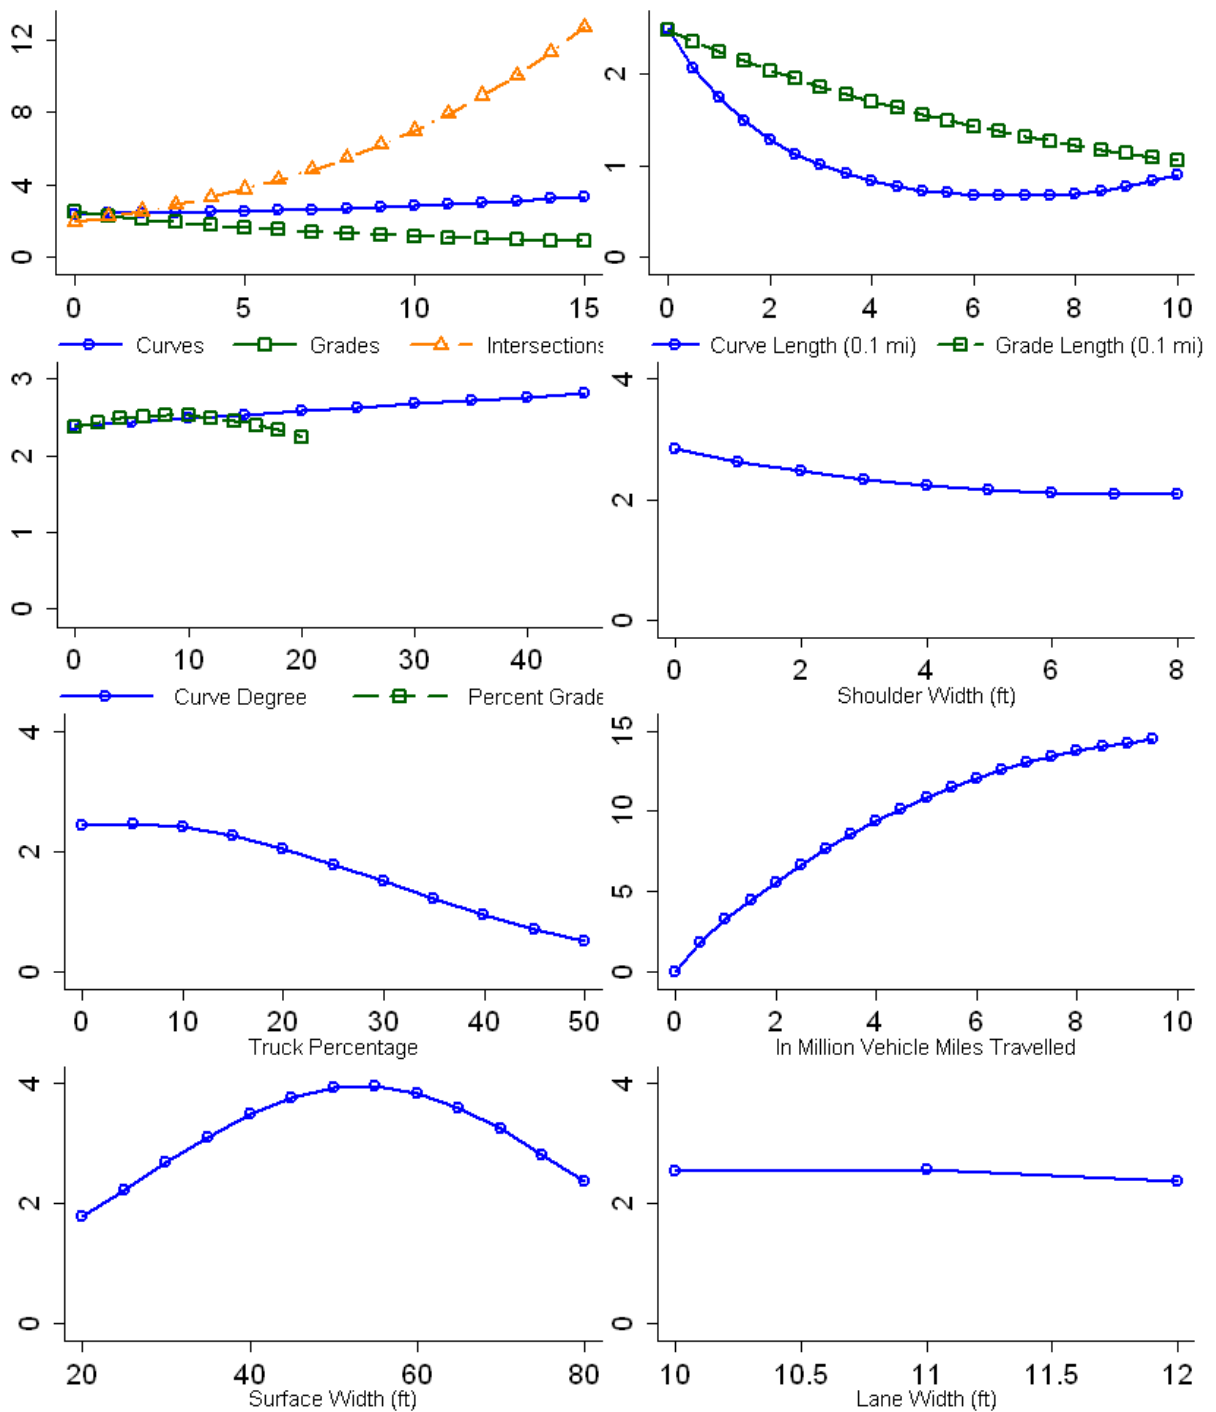 12
8
4
0
0 5 10 15
Curves Grades Intersections
2
1
0
0 2 4 6 8 10
Curve Length (0.1 mi) Grade Length (0.1 mi)
3
2
1
0
0 10 20 30 40
Curve Degree Percent Grade
4
2
0
0 2 4 6 8
Shoulder Width (ft)
4
2
0
0 10 20 30 40 50
Truck Percentage
15
10
5
0
0 2 4 6 8 10
In Million Vehicle Miles Travelled
4
2
0
20 40 60 80
Surface Width (ft)
4
2
0
10 10.5 11 11.5 12
Lane Width (ft)